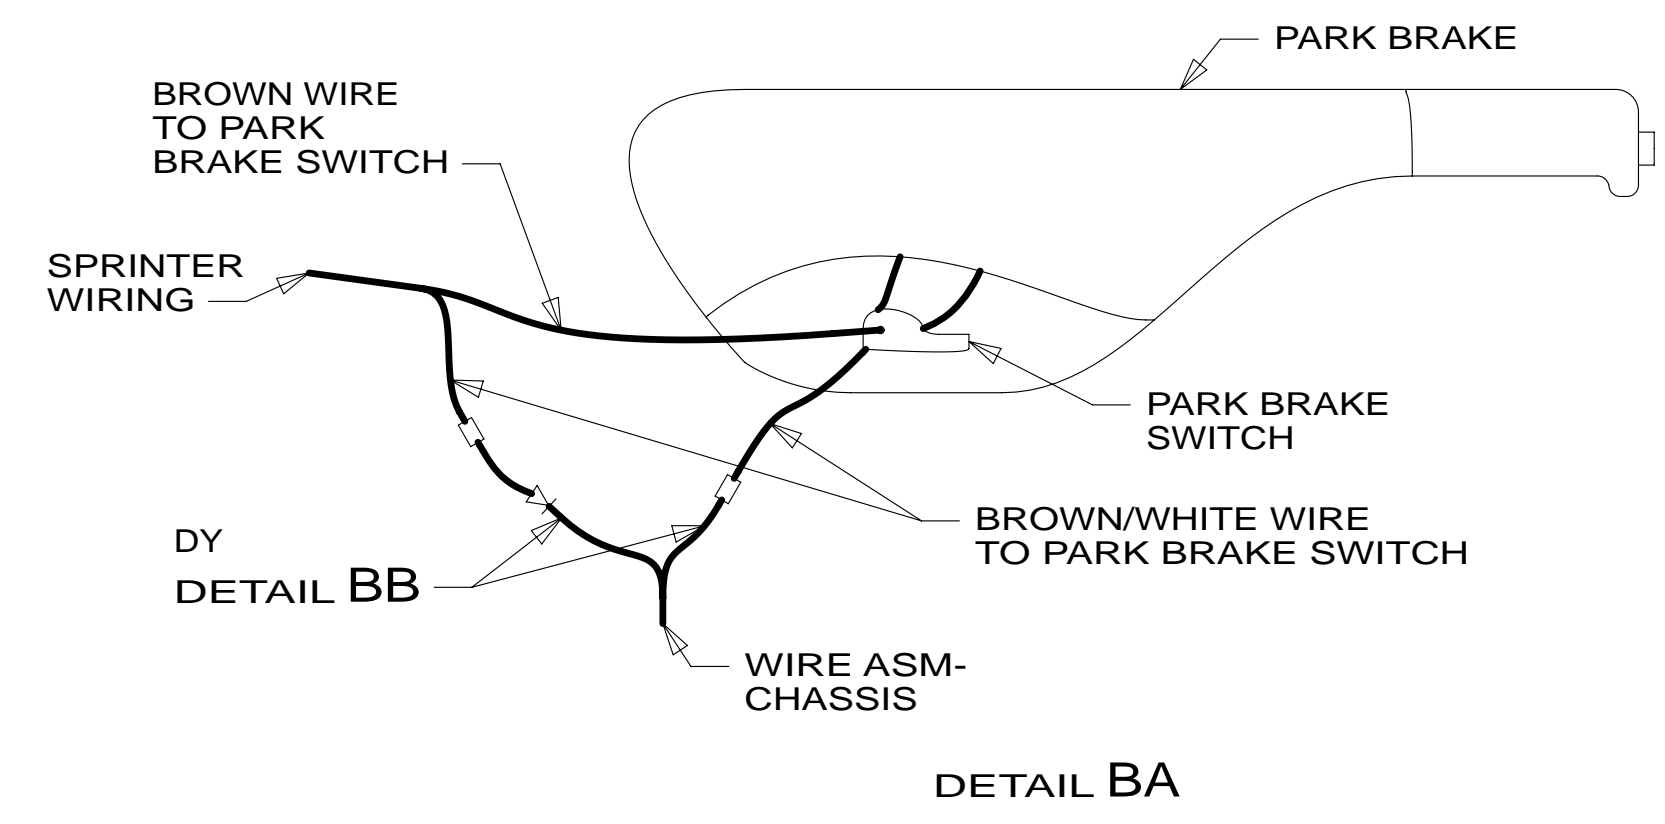 PARK BRAKE
BROWN WIRE
TO PARK
BRAKE SWITCH
SPRINTER
WIRING
PARK BRAKE
SWITCH
BROWN/WHITE WIRE
TO PARK BRAKE SWITCH
DY
DETAIL BB
WIRE ASM-
CHASSIS
DETAIL BA